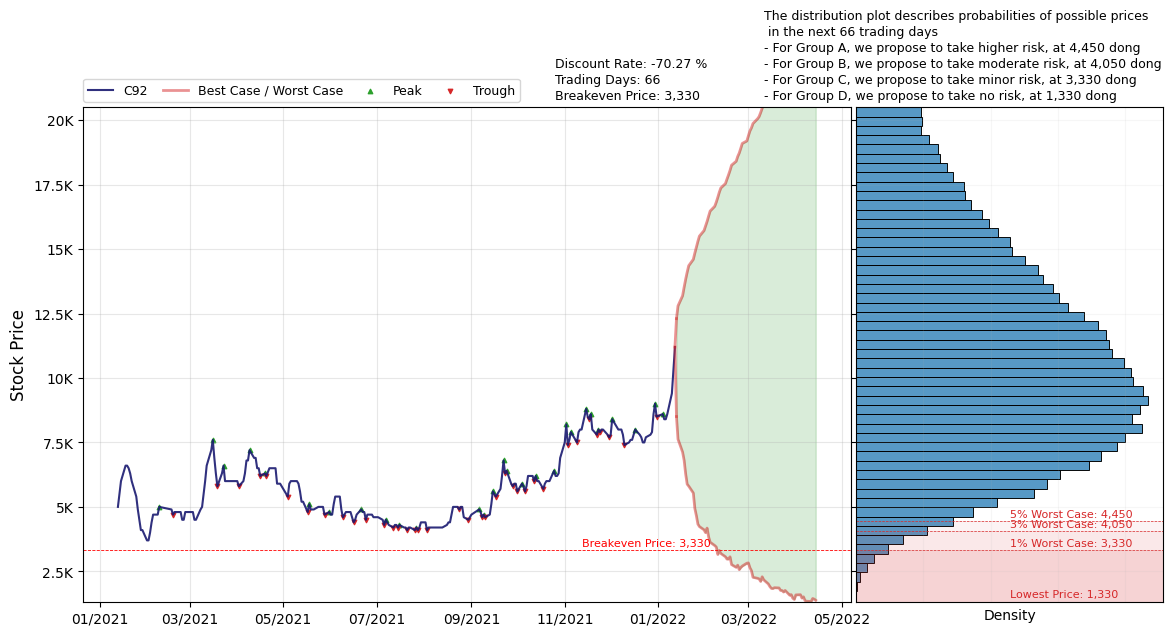 The distribution plot describes probabilities of possible prices
in the next 66 trading days
- For Group A, we propose to take higher risk, at 4,450 dong
- For Group B, we propose to take moderate risk, at 4,050 dong
- For Group C, we propose to take minor risk, at 3,330 dong
- For Group D, we propose to take no risk, at 1,330 dong
Discount Rate: -70.27 %
Trading Days: 66
Breakeven Price: 3,330
C92
Best Case / Worst Case
Peak
Trough
Stock Price
20K
17.5K
15K
12.5K
10K
7.5K
5K
2.5K
Breakeven Price: 3,330
5% Worst Case: 4,450
3% Worst Case: 4,050
1% Worst Case: 3,330
Lowest Price: 1,330
01/2021
03/2021
05/2021
07/2021
09/2021
11/2021
01/2022
03/2022
05/2022
Density